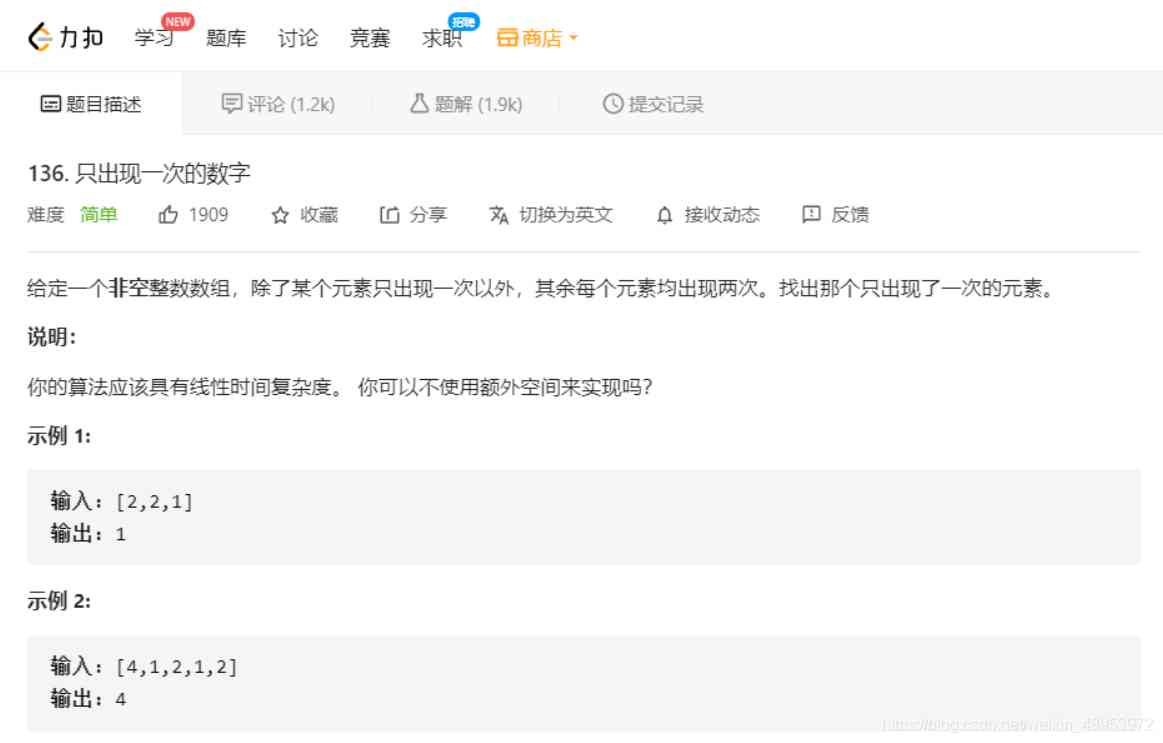 力扣 学习 NEW 题库 讨论 竞赛 求职 招聘 商店
题目描述 评论 (1.2k) 题解 (1.9k) 提交记录
136. 只出现一次的数字
难度 简单 1909 收藏 分享 切换为英文 接收动态 反馈
给定一个非空整数数组，除了某个元素只出现一次以外，其余每个元素均出现两次。找出那个只出现了一次的元素。
说明：
你的算法应该具有线性时间复杂度。 你可以不使用额外空间来实现吗？
示例 1:
输入: [2,2,1]
输出: 1
示例 2:
输入: [4,1,2,1,2]
输出: 4
https://blog.csdn.net/weixin_48953972